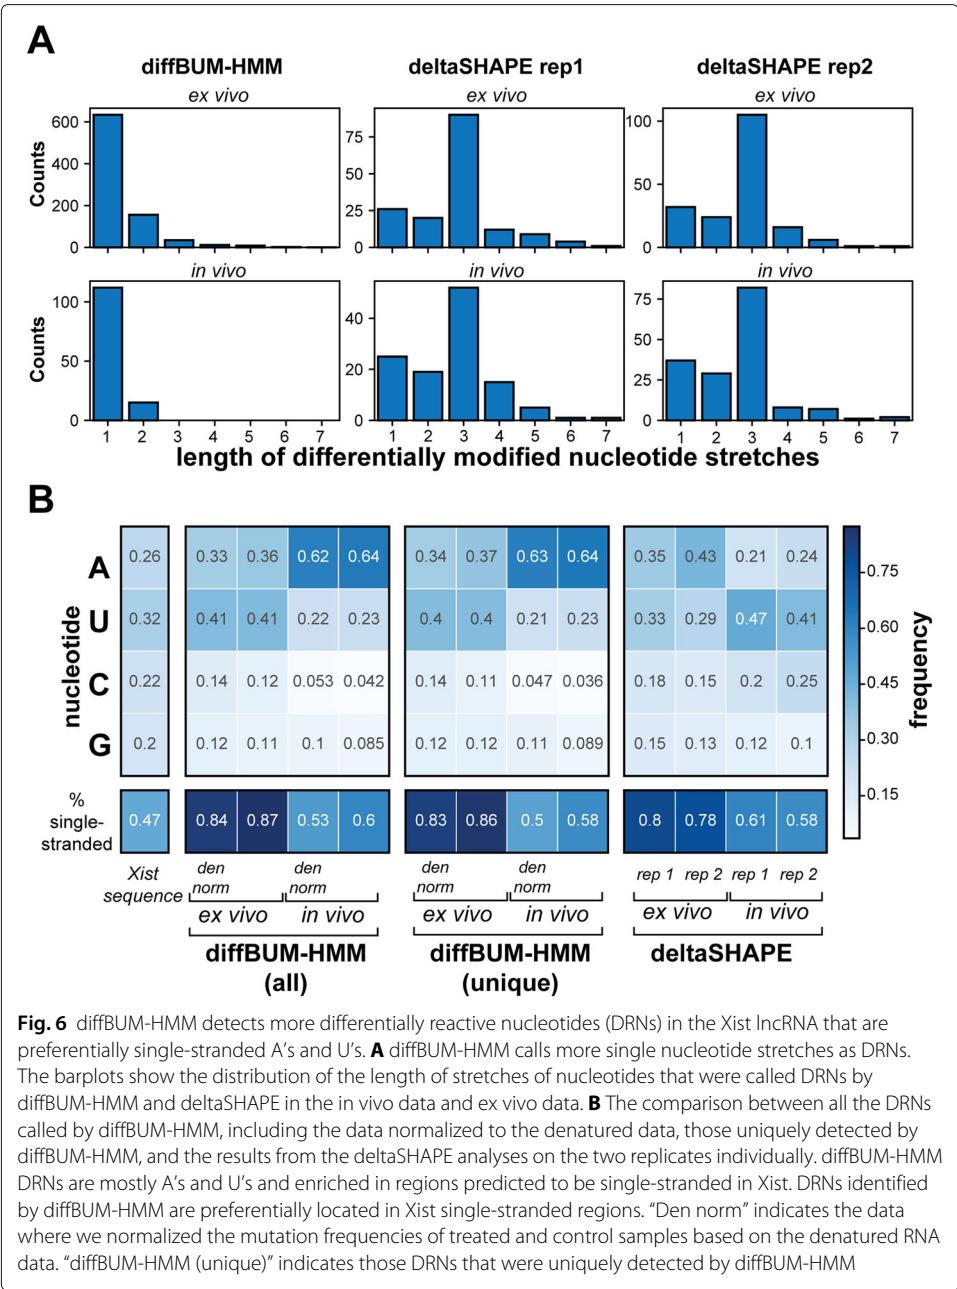 A
diffBUM-HMM
deltaSHAPE rep1
deltaSHAPE rep2
ex vivo
ex vivo
ex vivo
Counts
600
400
200
0
75
50
25
0
100
50
0
in vivo
in vivo
in vivo
Counts
100
50
0
40
20
0
75
50
25
0
1 2 3 4 5 6 7
1 2 3 4 5 6 7
1 2 3 4 5 6 7
length of differentially modified nucleotide stretches
B
nucleotide
A 0.26 0.33 0.36 0.62 0.64 0.34 0.37 0.63 0.64 0.35 0.43 0.21 0.24
U 0.32 0.41 0.41 0.22 0.23 0.4 0.4 0.21 0.23 0.33 0.29 0.47 0.41
C 0.22 0.14 0.12 0.053 0.042 0.14 0.11 0.047 0.036 0.18 0.15 0.2 0.25
G 0.2 0.12 0.11 0.1 0.085 0.12 0.12 0.11 0.089 0.15 0.13 0.12 0.1
0.75
0.60
0.45
0.30
0.15
frequency
%
single-
stranded
0.47 0.84 0.87 0.53 0.6 0.83 0.86 0.5 0.58 0.8 0.78 0.61 0.58
Xist
sequence
den
norm
den
norm
den
norm
den
norm
rep 1 rep 2 rep 1 rep 2
ex vivo in vivo
ex vivo in vivo
ex vivo in vivo
diffBUM-HMM
(all)
diffBUM-HMM
(unique)
deltaSHAPE
Fig. 6 diffBUM-HMM detects more differentially reactive nucleotides (DRNs) in the Xist lncRNA that are
preferentially single-stranded A's and U's. A diffBUM-HMM calls more single nucleotide stretches as DRNs.
The barplots show the distribution of the length of stretches of nucleotides that were called DRNs by
diffBUM-HMM and deltaSHAPE in the in vivo data and ex vivo data. B The comparison between all the DRNs
called by diffBUM-HMM, including the data normalized to the denatured data, those uniquely detected by
diffBUM-HMM, and the results from the deltaSHAPE analyses on the two replicates individually. diffBUM-HMM
DRNs are mostly A's and U's and enriched in regions predicted to be single-stranded in Xist. DRNs identified
by diffBUM-HMM are preferentially located in Xist single-stranded regions. "Den norm" indicates the data
where we normalized the mutation frequencies of treated and control samples based on the denatured RNA
data. "diffBUM-HMM (unique)" indicates those DRNs that were uniquely detected by diffBUM-HMM